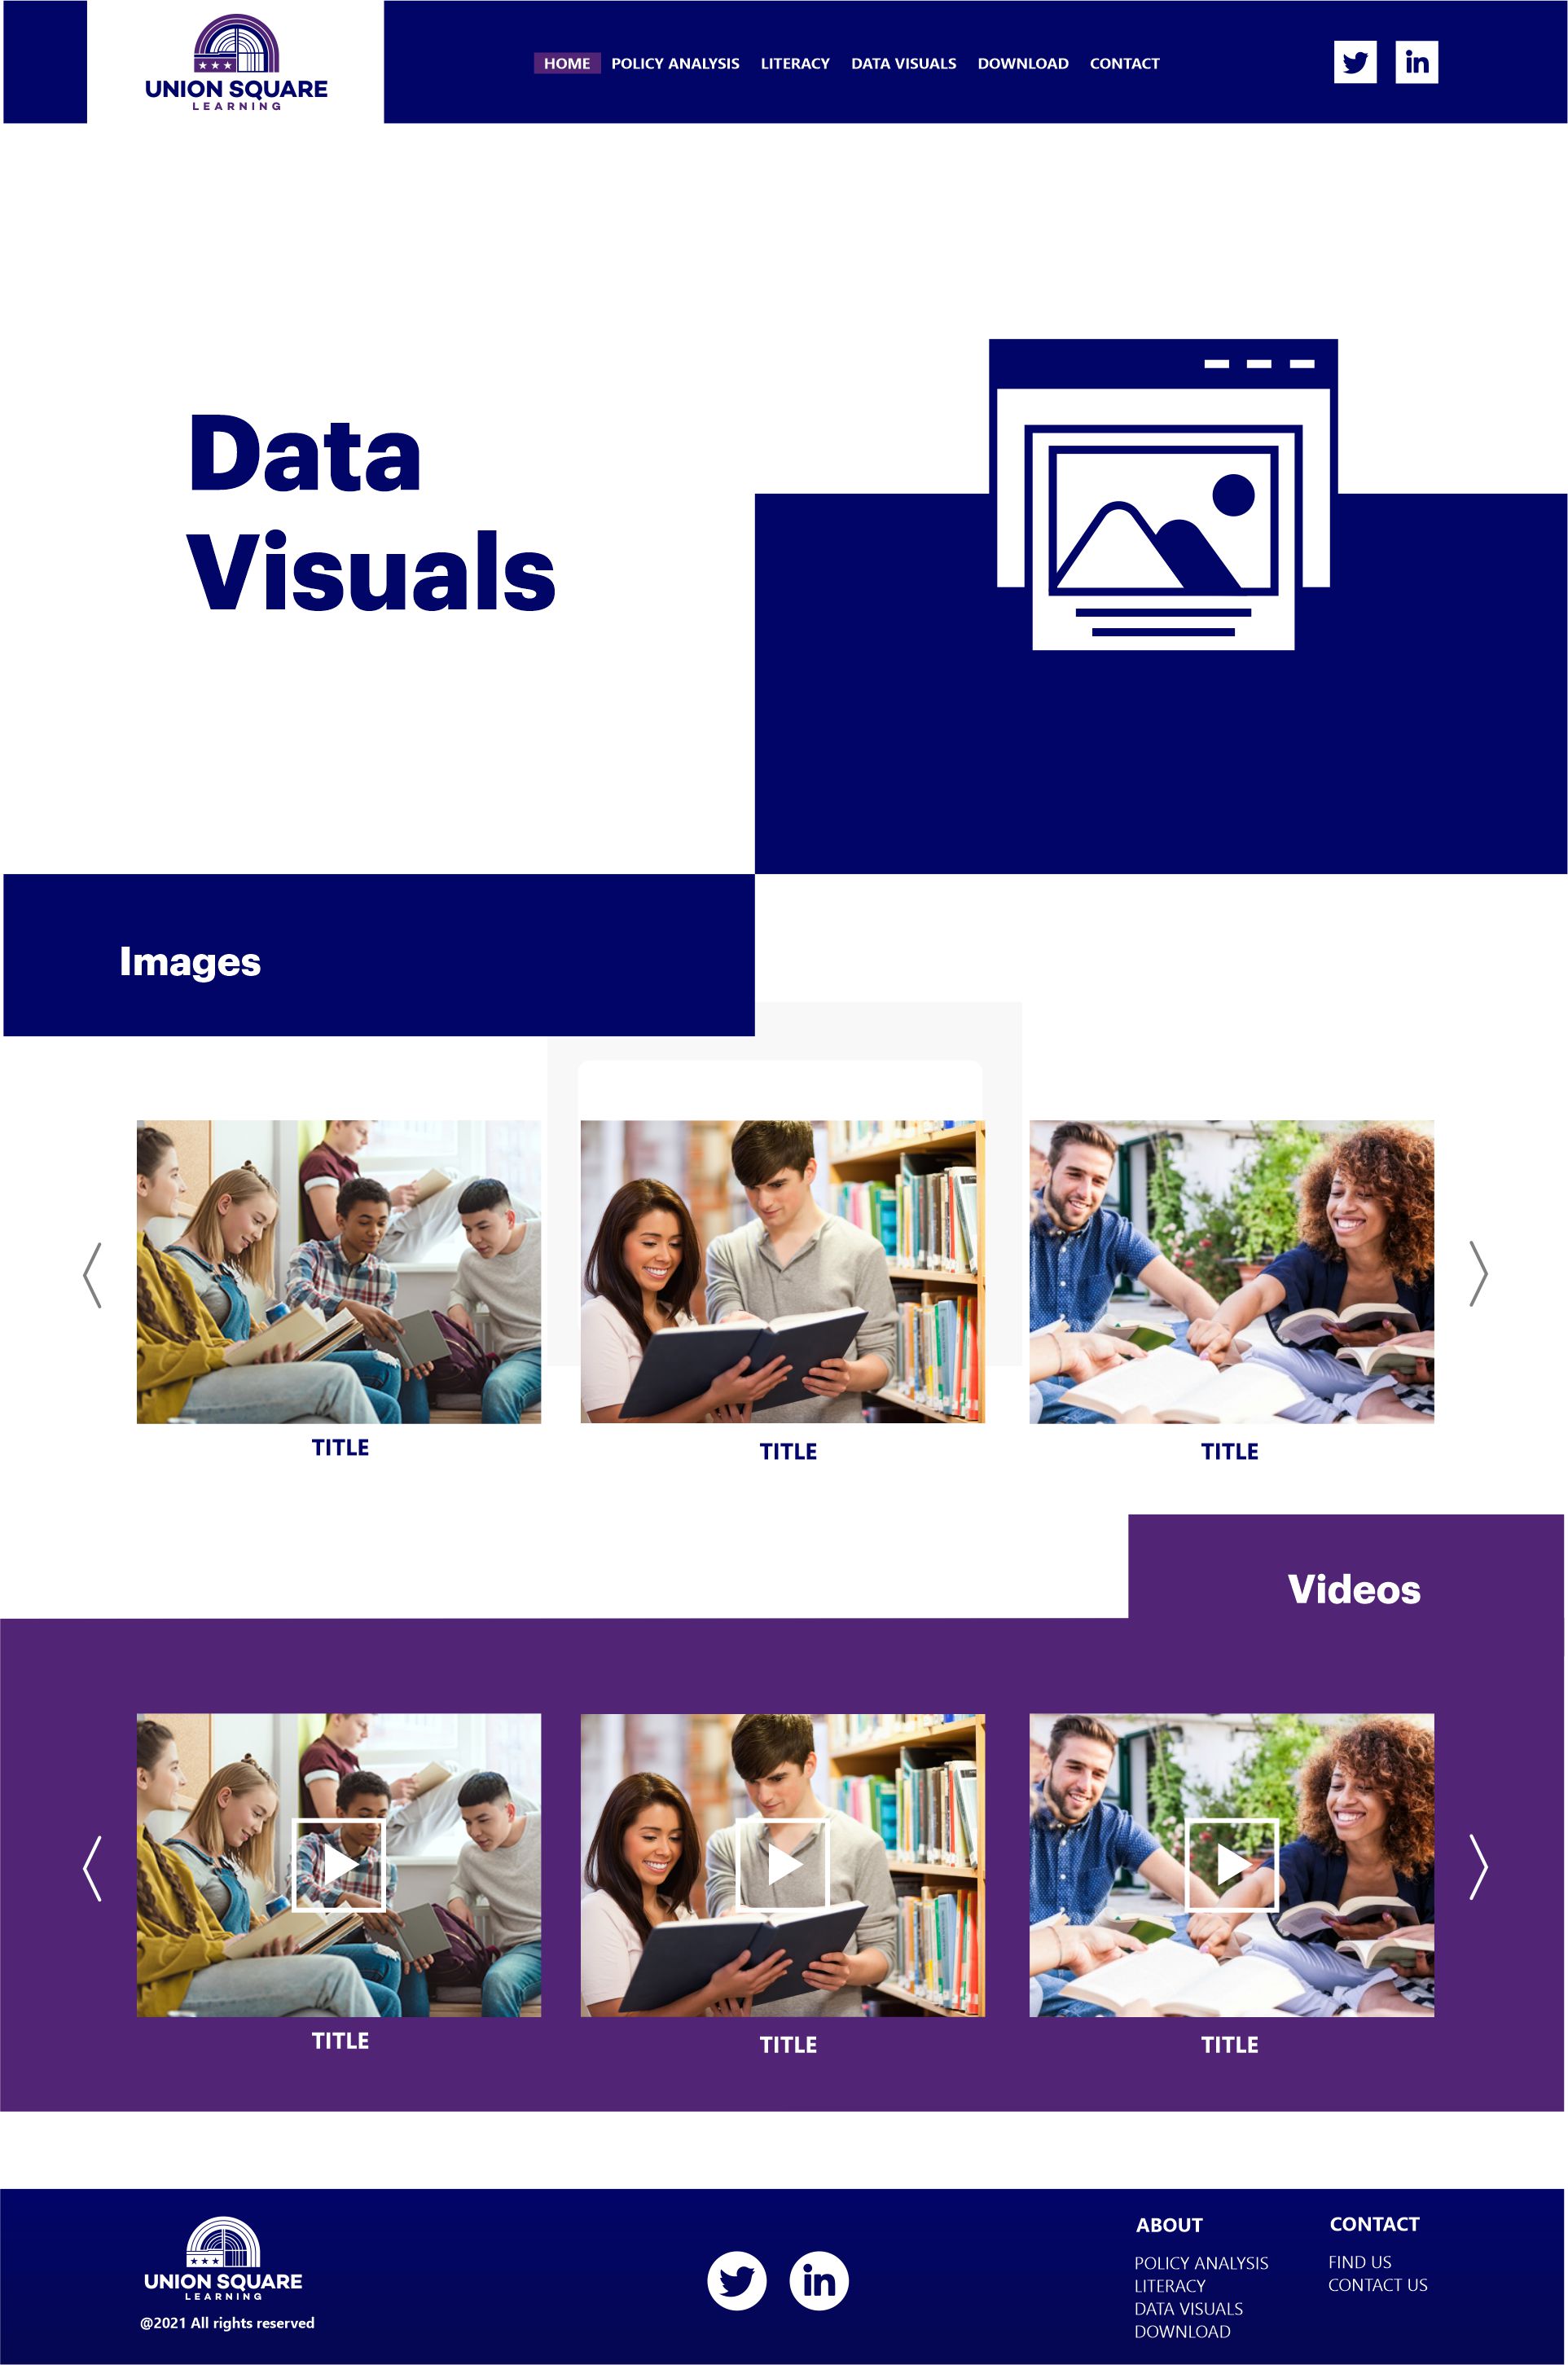 UNION SQUARE
LEARNING
HOME POLICY ANALYSIS LITERACY DATA VISUALS DOWNLOAD CONTACT
in
Data
Visuals
Images
TITLE
TITLE
TITLE
Videos
TITLE
TITLE
TITLE
UNION SQUARE
LEARNING
@2021 All rights reserved
in
ABOUT
POLICY ANALYSIS
LITERACY
DATA VISUALS
DOWNLOAD
CONTACT
FIND US
CONTACT US